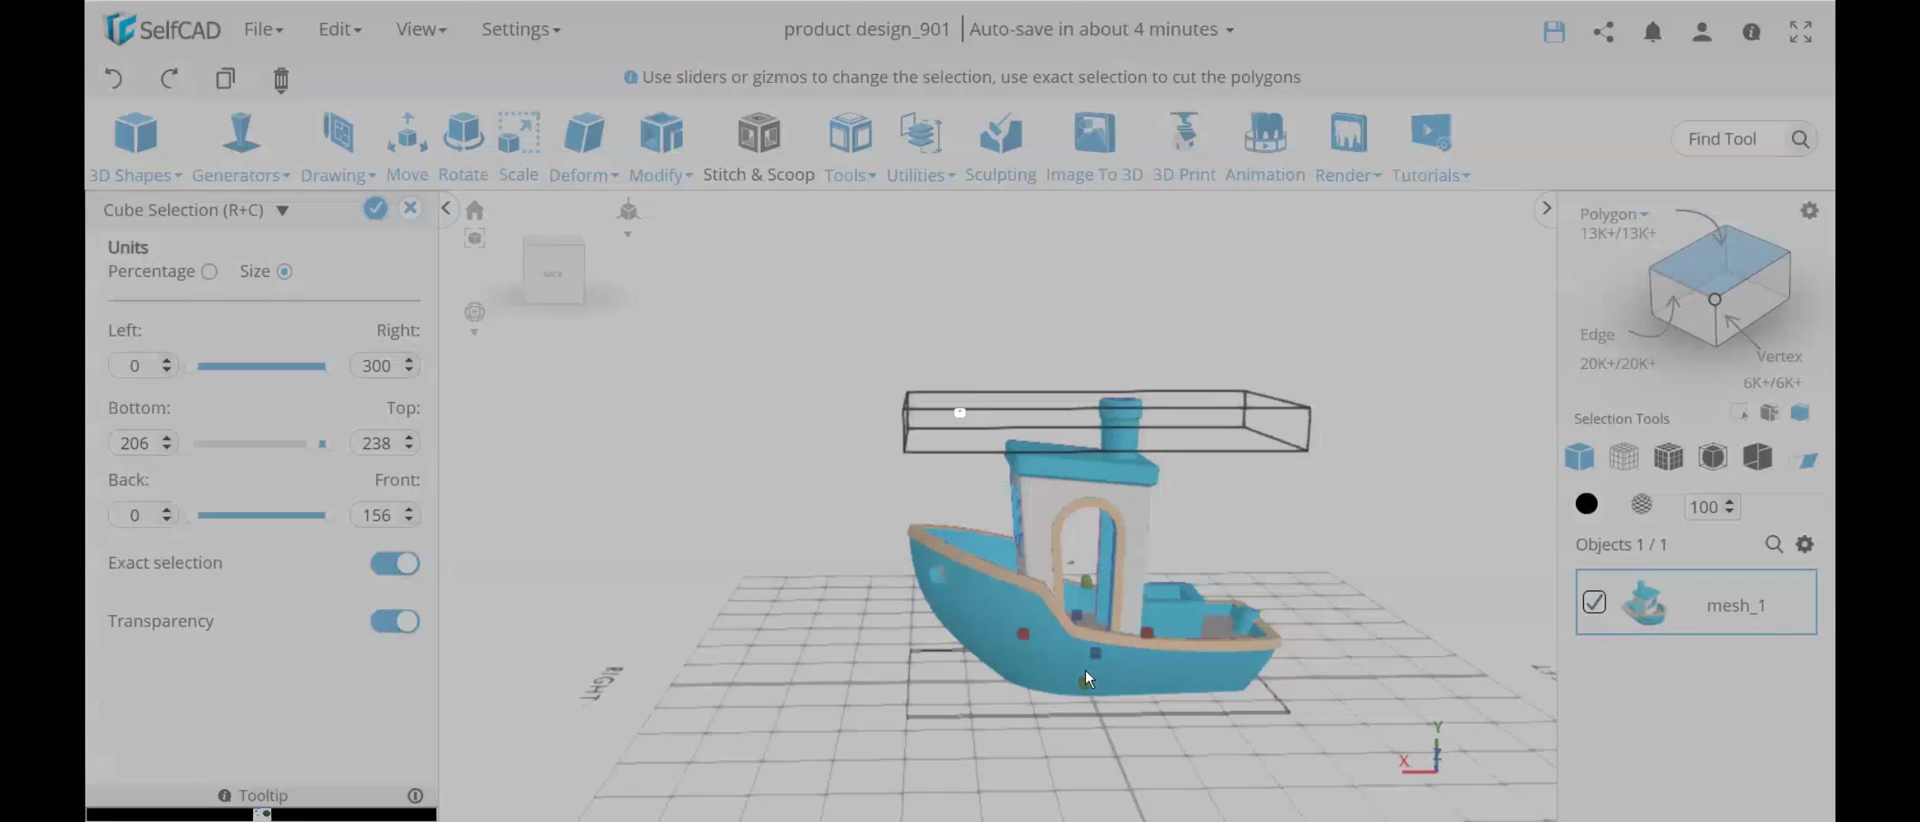 SelfCAD File Edit View Settings product design_901 Auto-save in about 4 minutes
Use sliders or gizmos to change the selection, use exact selection to cut the polygons
3D Shapes Generators Drawing Move Rotate Scale Deform Modify Stitch & Scoop Tools Utilities Sculpting Image To 3D 3D Print Animation Render Tutorials
Find Tool
Cube Selection (R+C)
Units
Percentage Size
Left: Right:
0 300
Bottom: Top:
206 238
Back: Front:
0 156
Exact selection
Transparency
Tooltip
BACK
RIGHT
Y
X Z
Polygon
13K+/13K+
Edge
20K+/20K+
Vertex
6K+/6K+
Selection Tools
100
Objects 1 / 1
mesh_1